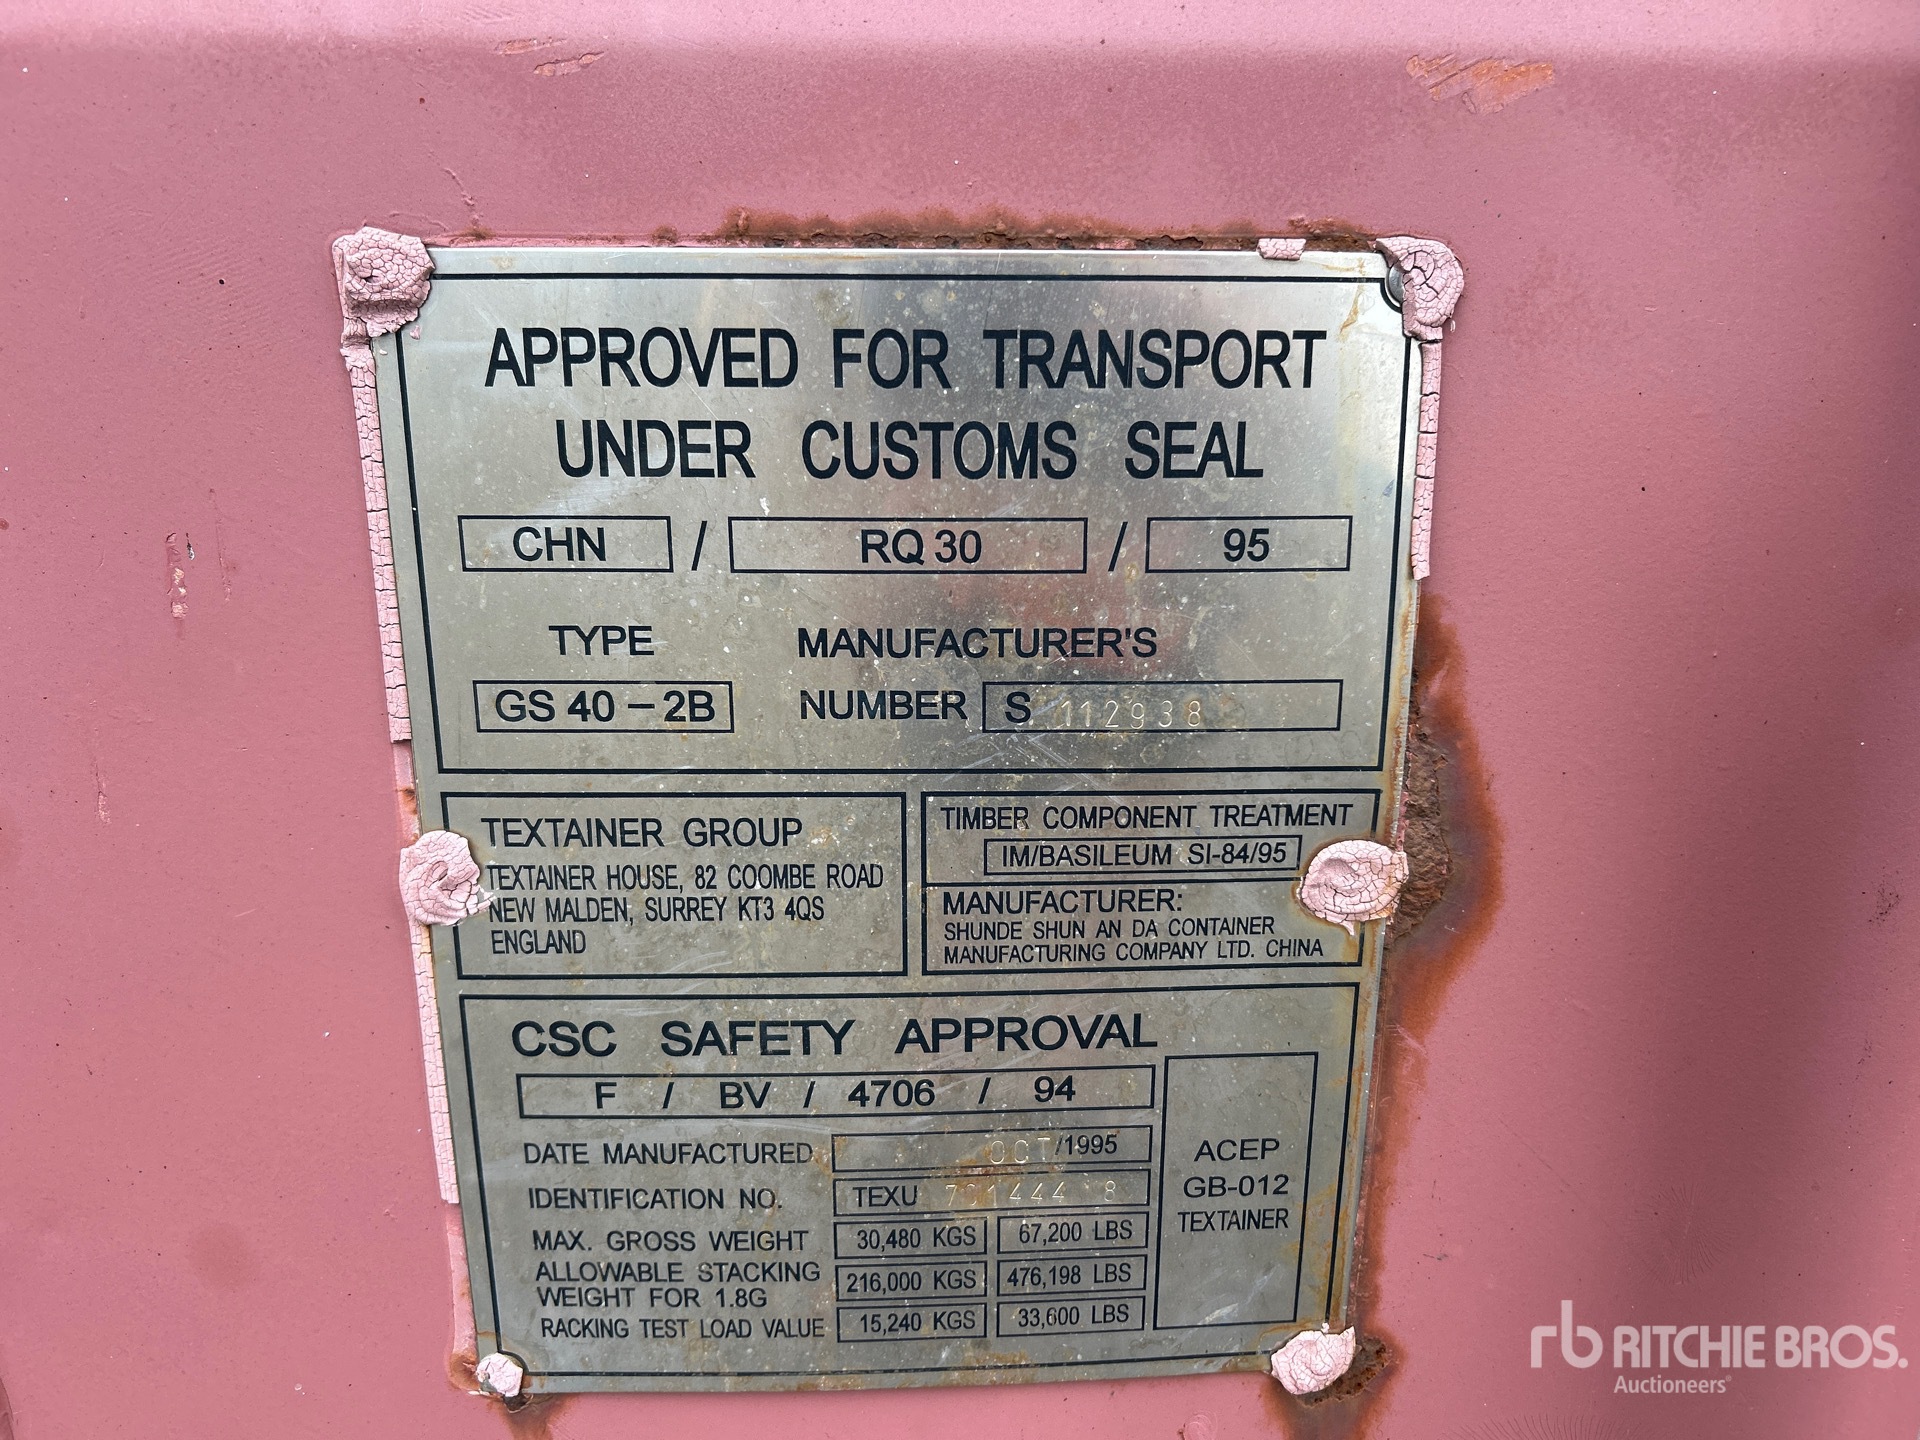 APPROVED FOR TRANSPORT
UNDER CUSTOMS SEAL
CHN / RQ 30 / 95
TYPE MANUFACTURER'S
GS 40 – 2B NUMBER S 112938
TEXTAINER GROUP
TEXTAINER HOUSE, 82 COOMBE ROAD
NEW MALDEN, SURREY KT3 4QS
ENGLAND
TIMBER COMPONENT TREATMENT
IM/BASILEUM SI-84/95
MANUFACTURER:
SHUNDE SHUN AN DA CONTAINER
MANUFACTURING COMPANY LTD. CHINA
CSC SAFETY APPROVAL
F / BV / 4706 / 94
DATE MANUFACTURED OCT/1995
IDENTIFICATION NO. TEXU 701444 8
MAX. GROSS WEIGHT 30,480 KGS 67,200 LBS
ALLOWABLE STACKING
WEIGHT FOR 1.8G 216,000 KGS 476,198 LBS
RACKING TEST LOAD VALUE 15,240 KGS 33,600 LBS
ACEP
GB-012
TEXTAINER
rb RITCHIE BROS.
Auctioneers